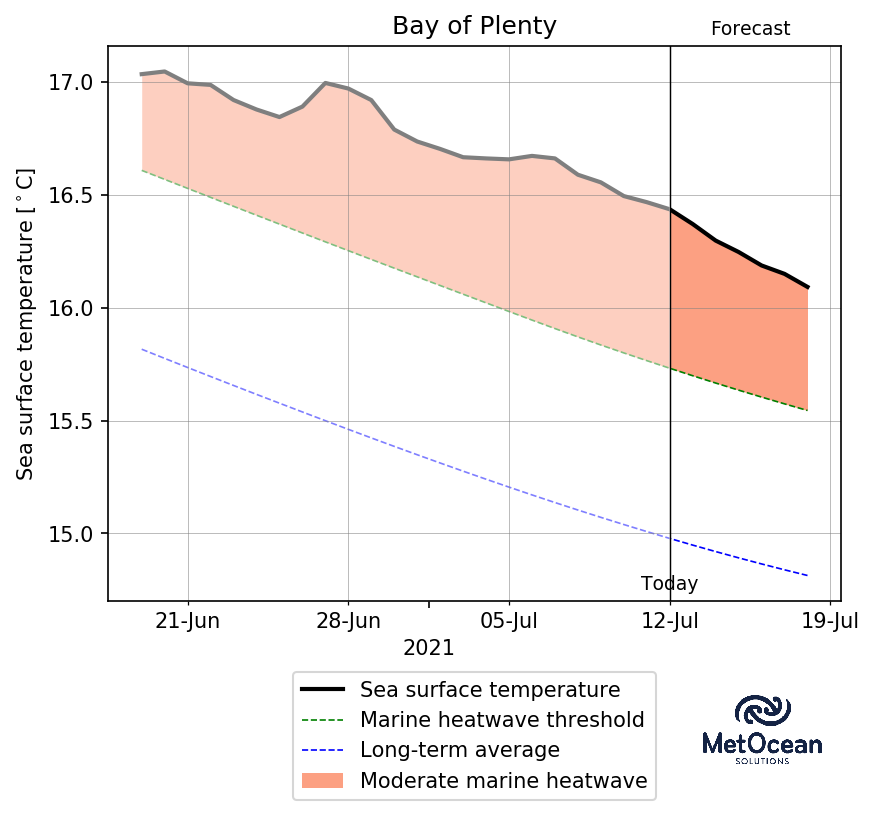 Bay of Plenty
Forecast
Sea surface temperature [°C]
17.0
16.5
16.0
15.5
15.0
Today
21-Jun
28-Jun
05-Jul
12-Jul
19-Jul
2021
Sea surface temperature
Marine heatwave threshold
Long-term average
Moderate marine heatwave
MetOcean
SOLUTIONS